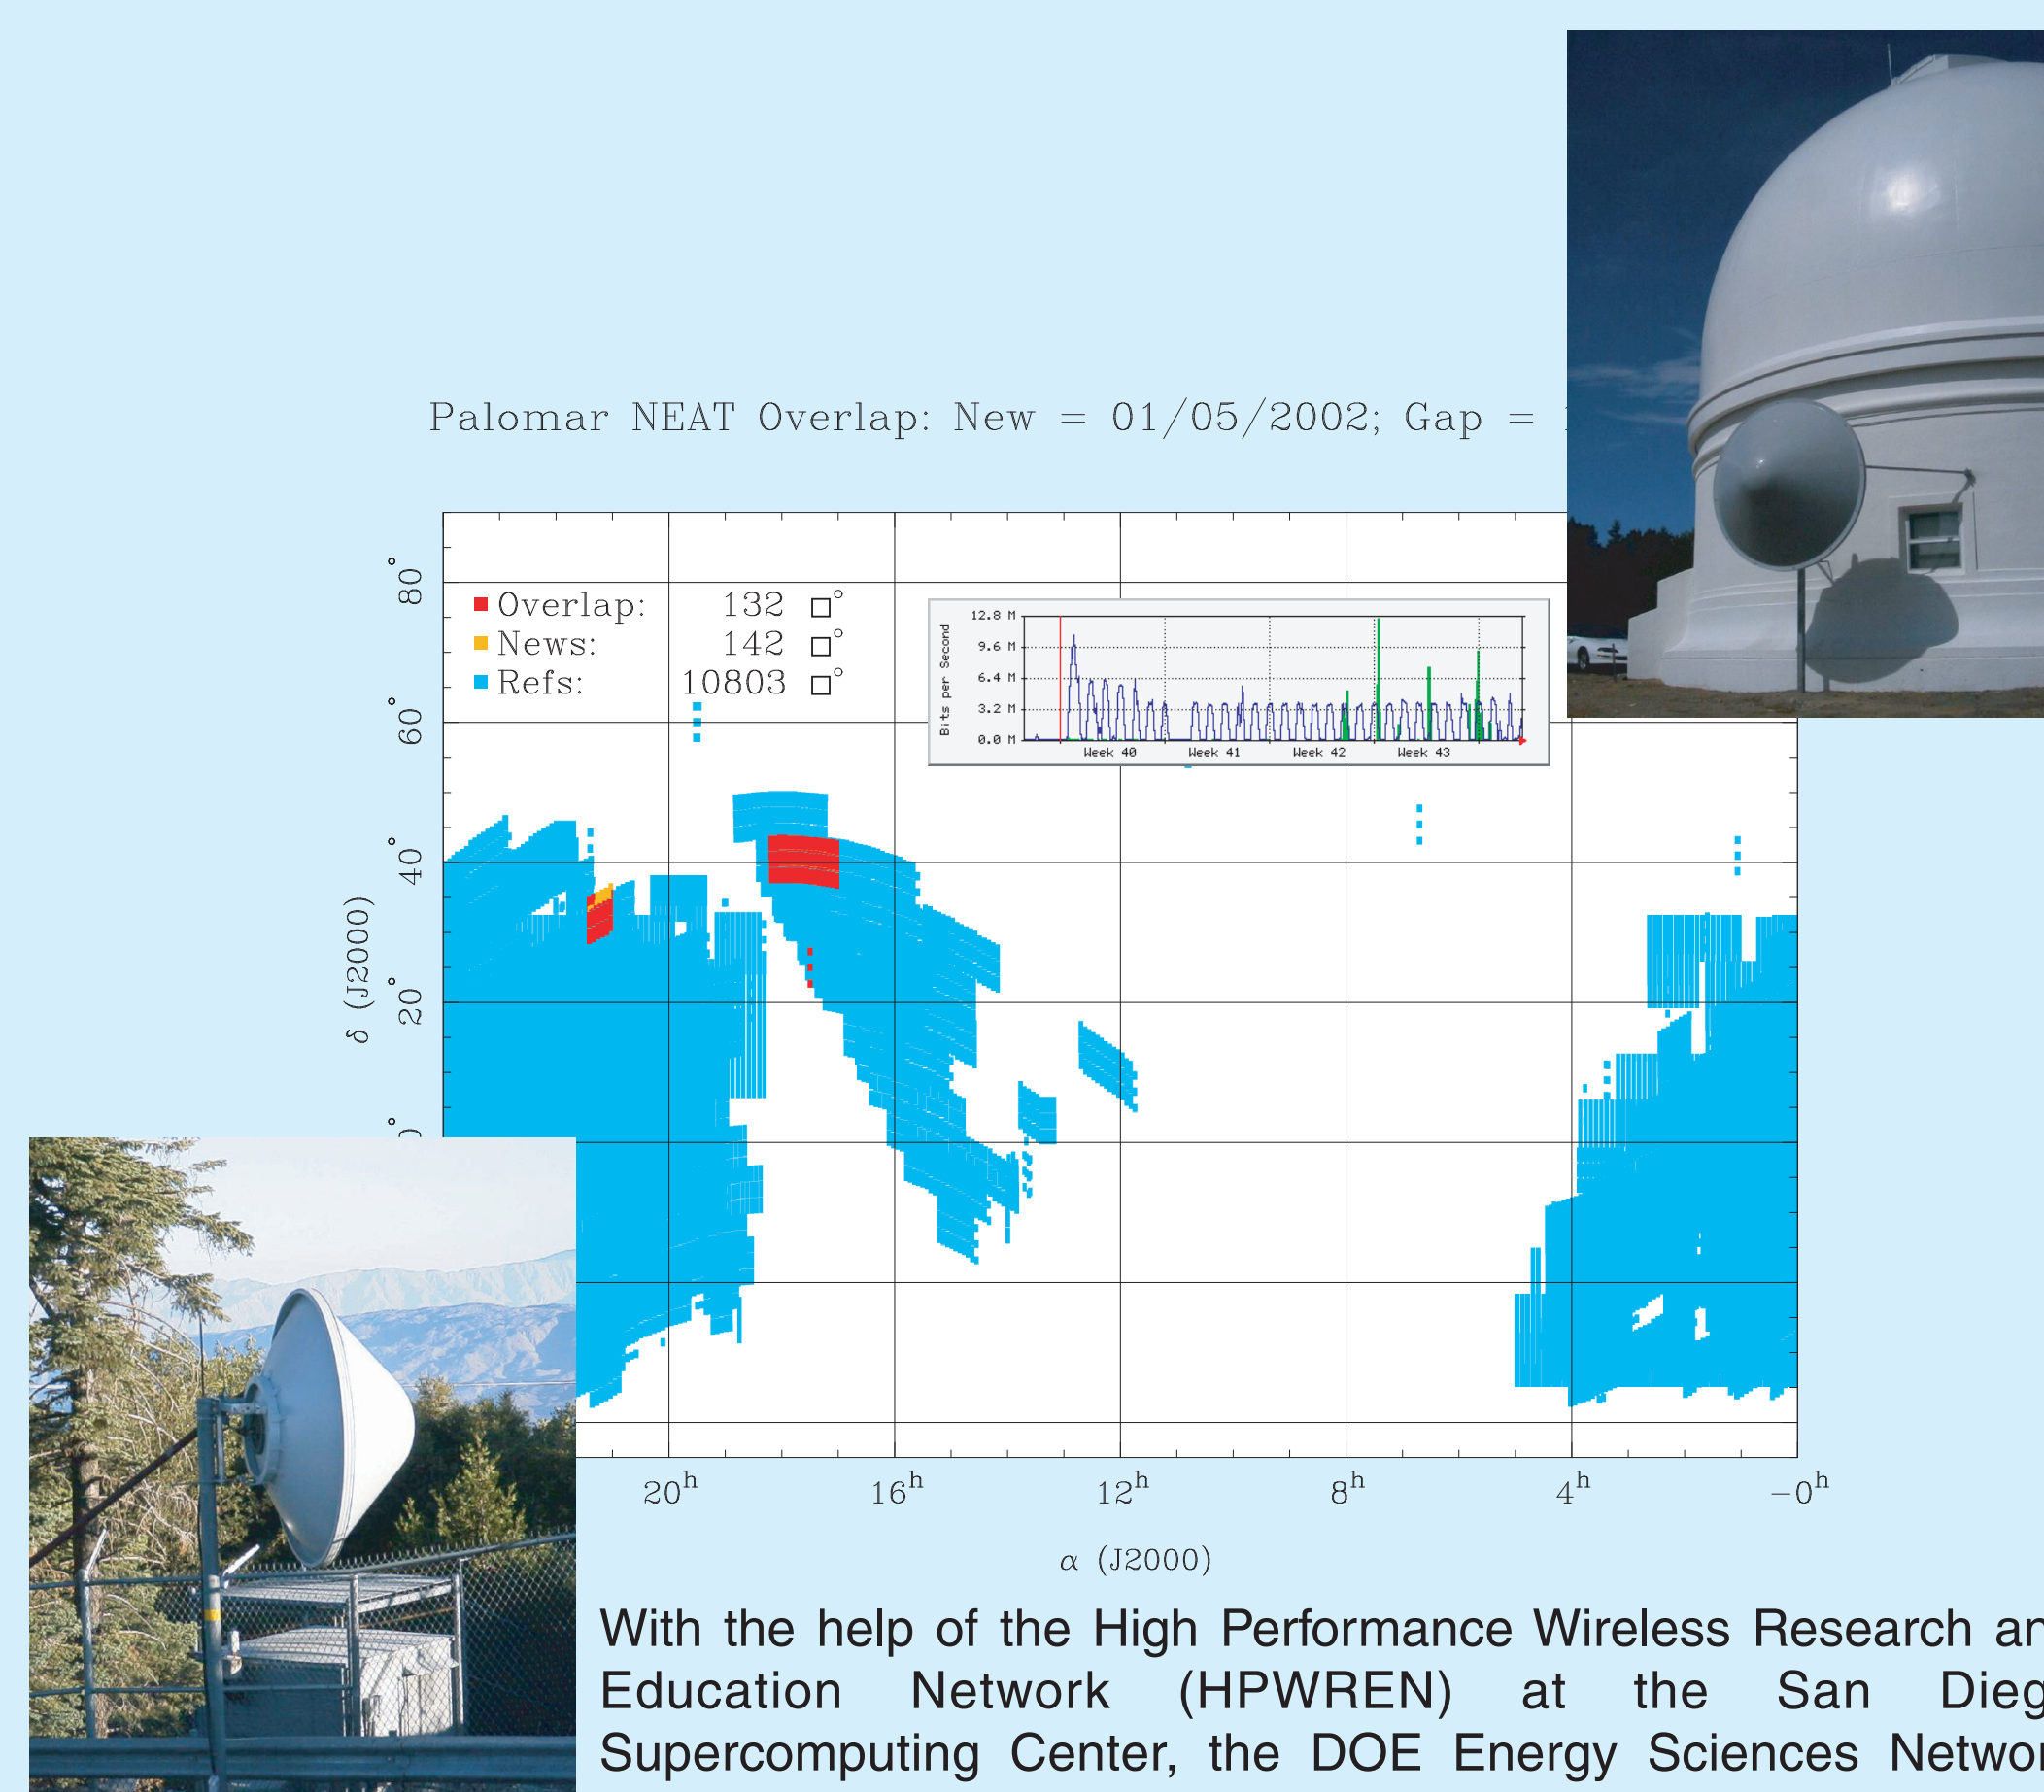 Palomar NEAT Overlap: New = 01/05/2002; Gap =
Overlap: 132 □°
News: 142 □°
Refs: 10803 □°
Bits per Second
12.8 M
9.6 M
6.4 M
3.2 M
0.0 M
Week 40 Week 41 Week 42 Week 43
80°
60°
40°
20°
δ (J2000)
20h 16h 12h 8h 4h −0h
α (J2000)
With the help of the High Performance Wireless Research
Education Network (HPWREN) at the San
Supercomputing Center, the DOE Energy Sciences